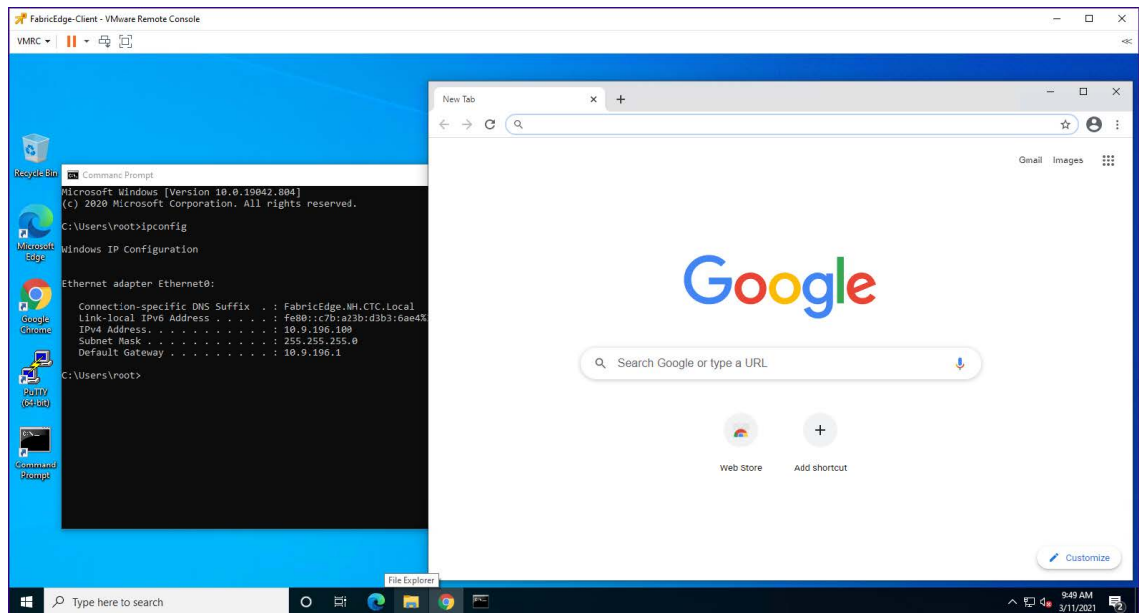 FabricEdge-Client - VMware Remote Console
VMRC
New Tab
Gmail Images
Recycle Bin
Command Prompt
Microsoft Windows [Version 10.0.19042.804]
(c) 2020 Microsoft Corporation. All rights reserved.
C:\Users\root>ipconfig
Microsoft Edge
Windows IP Configuration
Ethernet adapter Ethernet0:
Google Chrome
Connection-specific DNS Suffix . : FabricEdge.NH.CTC.Local
Link-local IPv6 Address . . . . . : fe80::c7b:a23b:d3b3:6ae4%
IPv4 Address. . . . . . . . . . . : 10.9.196.100
Subnet Mask . . . . . . . . . . . : 255.255.255.0
Default Gateway . . . . . . . . . : 10.9.196.1
C:\Users\root>
PuTTY
(64-bit)
C:\_
Command
Prompt
Google
Search Google or type a URL
Web Store
Add shortcut
Customize
File Explorer
Type here to search
9:49 AM
3/11/2021
2